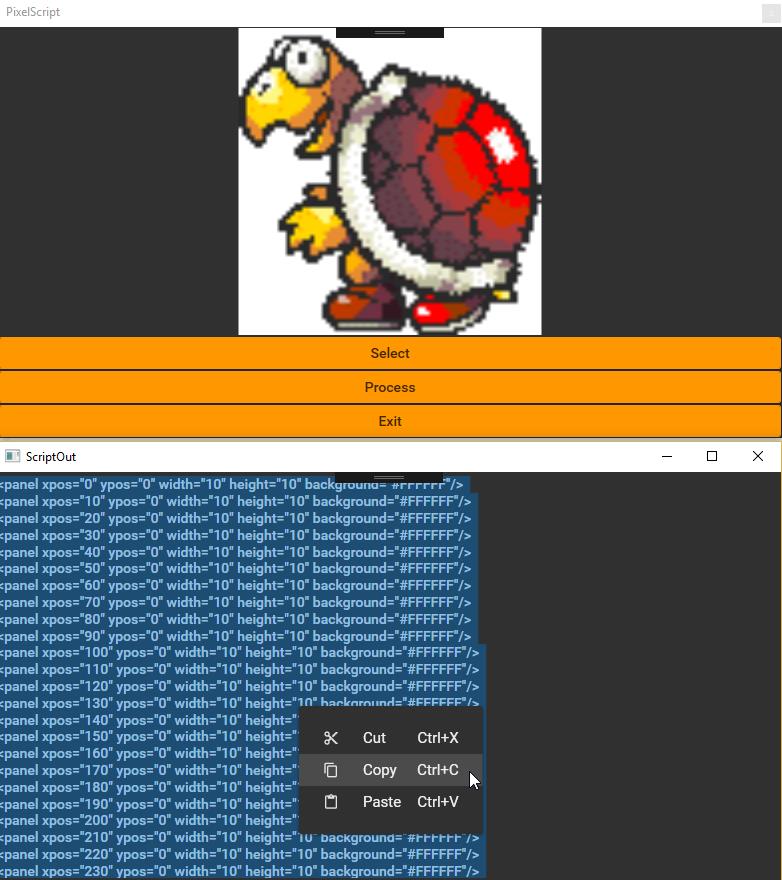 PixelScript
Select
Process
Exit
ScriptOut
<panel xpos="0" ypos="0" width="10" height="10" background="#FFFFFF"/>
<panel xpos="10" ypos="0" width="10" height="10" background="#FFFFFF"/>
<panel xpos="20" ypos="0" width="10" height="10" background="#FFFFFF"/>
<panel xpos="30" ypos="0" width="10" height="10" background="#FFFFFF"/>
<panel xpos="40" ypos="0" width="10" height="10" background="#FFFFFF"/>
<panel xpos="50" ypos="0" width="10" height="10" background="#FFFFFF"/>
<panel xpos="60" ypos="0" width="10" height="10" background="#FFFFFF"/>
<panel xpos="70" ypos="0" width="10" height="10" background="#FFFFFF"/>
<panel xpos="80" ypos="0" width="10" height="10" background="#FFFFFF"/>
<panel xpos="90" ypos="0" width="10" height="10" background="#FFFFFF"/>
<panel xpos="100" ypos="0" width="10" height="10" background="#FFFFFF"/>
<panel xpos="110" ypos="0" width="10" height="10" background="#FFFFFF"/>
<panel xpos="120" ypos="0" width="10" height="10" background="#FFFFFF"/>
<panel xpos="130" ypos="0" width="10" height="10" background="#FFFFFF"/>
<panel xpos="140" ypos="0" width="10" height="10"
<panel xpos="150" ypos="0" width="10" height="10"
Cut Ctrl+X
<panel xpos="160" ypos="0" width="10" height="10"
<panel xpos="170" ypos="0" width="10" height="10"
Copy Ctrl+C
<panel xpos="180" ypos="0" width="10" height="10"
<panel xpos="190" ypos="0" width="10" height="10"
Paste Ctrl+V
<panel xpos="200" ypos="0" width="10" height="10"
<panel xpos="210" ypos="0" width="10" height="10" background="#FFFFFF"/>
<panel xpos="220" ypos="0" width="10" height="10" background="#FFFFFF"/>
<panel xpos="230" ypos="0" width="10" height="10" background="#FFFFFF"/>